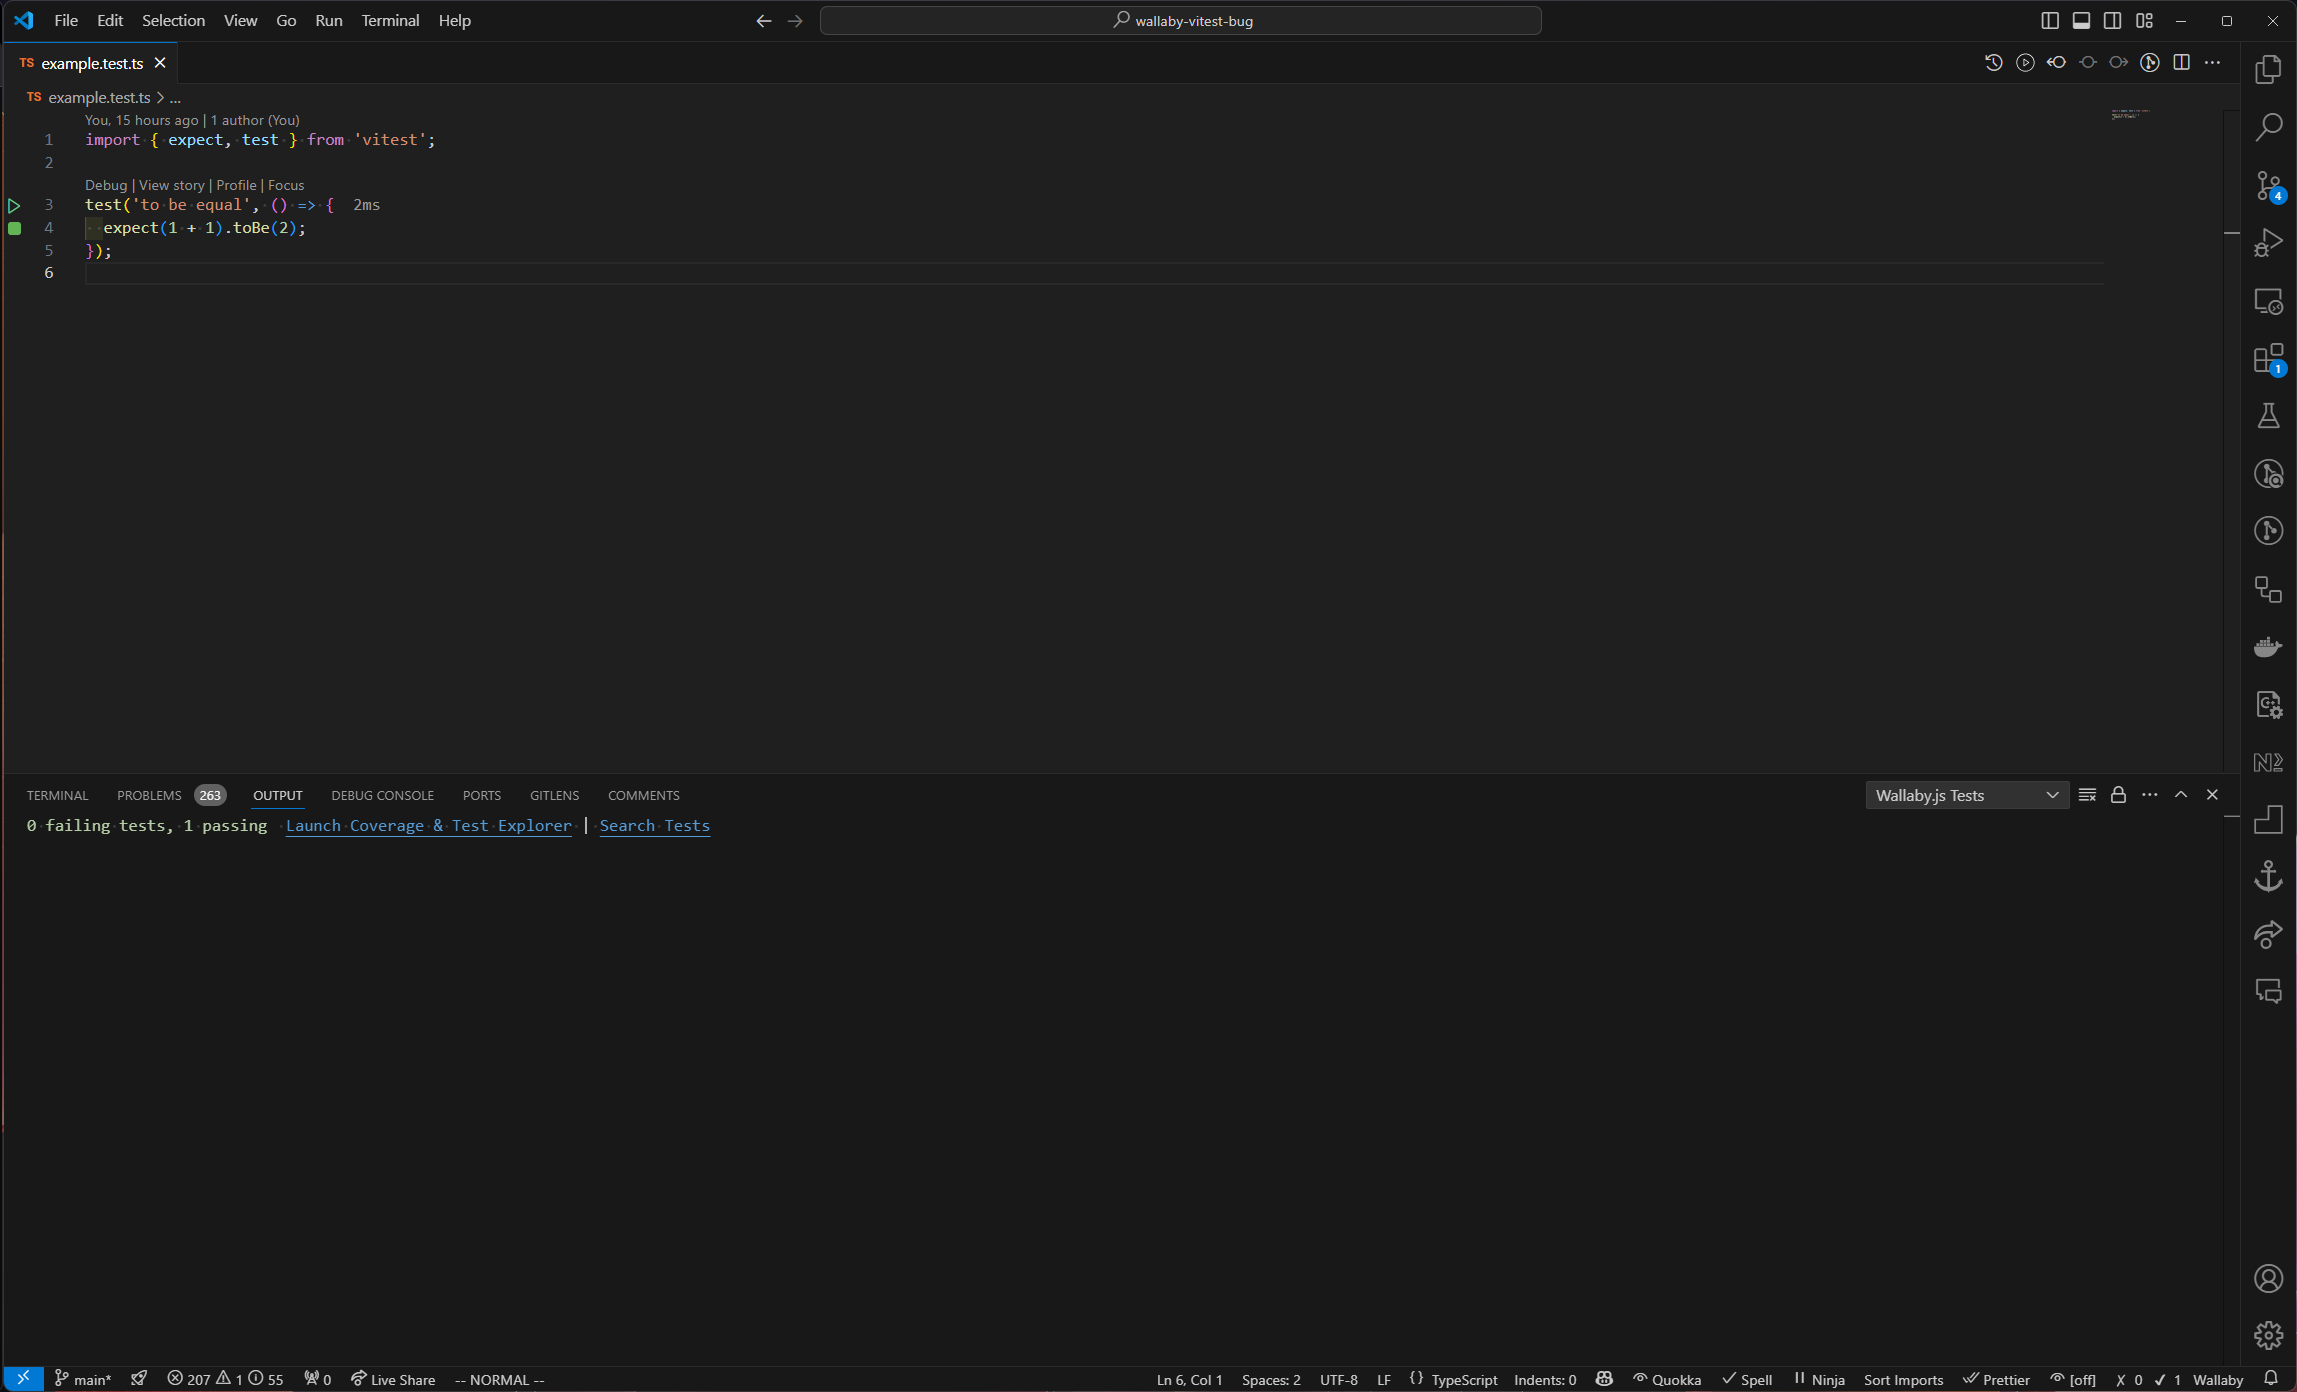 File Edit Selection View Go Run Terminal Help
wallaby-vitest-bug
TS example.test.ts
TS example.test.ts > ...
You, 15 hours ago | 1 author (You)
1 import { expect, test } from 'vitest';
2
Debug | View story | Profile | Focus
3 test('to be equal', () => { 2ms
4 expect(1 + 1).toBe(2);
5 });
6
4
1
TERMINAL PROBLEMS 263 OUTPUT DEBUG CONSOLE PORTS GITLENS COMMENTS
Wallaby.js Tests
0 failing tests, 1 passing Launch Coverage & Test Explorer | Search Tests
main* 207 1 55 0 Live Share -- NORMAL -- Ln 6, Col 1 Spaces: 2 UTF-8 LF {} TypeScript Indents: 0 Quokka Spell Ninja Sort Imports Prettier [off] ✗ 0 ✓ 1 Wallaby